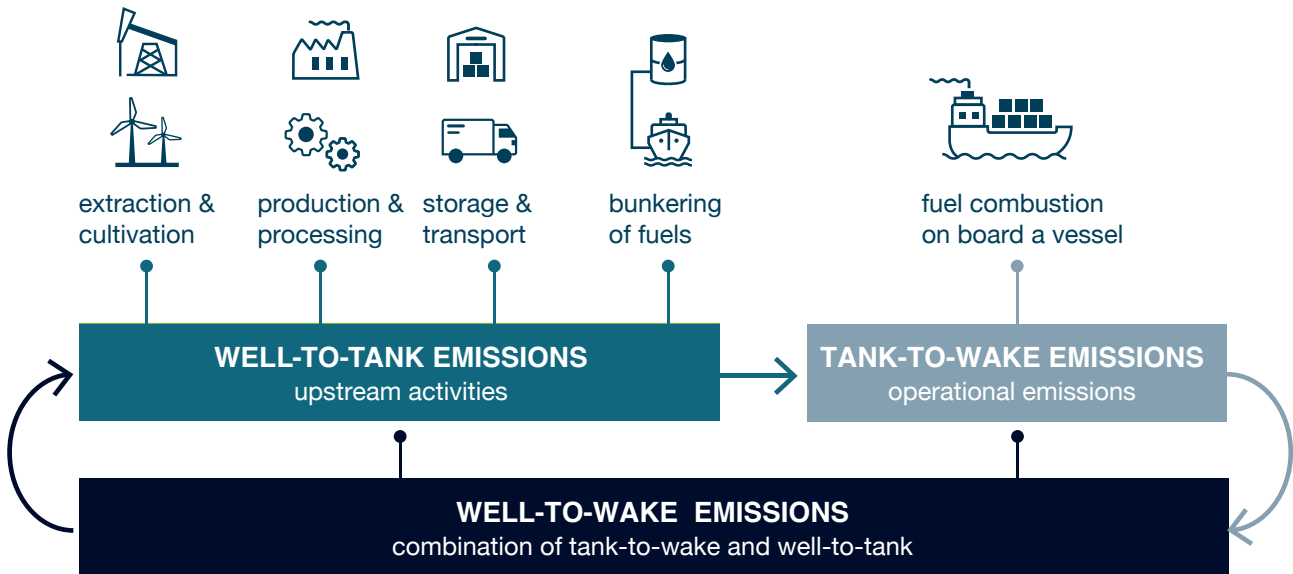 extraction &
cultivation
production &
processing
storage &
transport
bunkering
of fuels
fuel combustion
on board a vessel
WELL-TO-TANK EMISSIONS
upstream activities
TANK-TO-WAKE EMISSIONS
operational emissions
WELL-TO-WAKE EMISSIONS
combination of tank-to-wake and well-to-tank